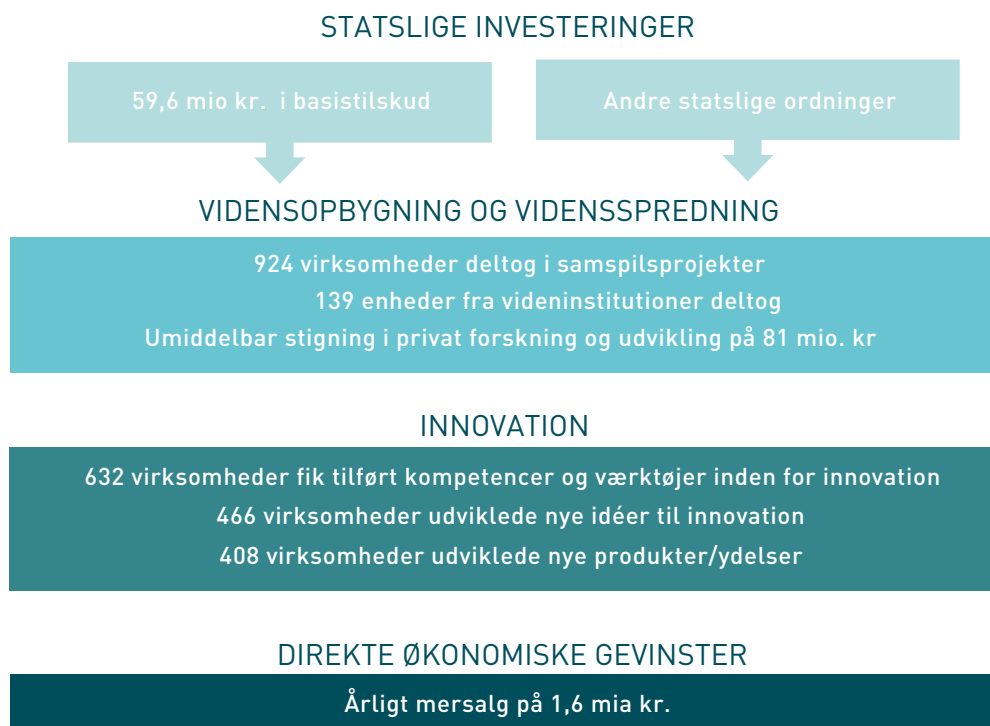 STATSLIGE INVESTERINGER
59,6 mio kr. i basistilskud
Andre statslige ordninger
VIDENSOPBYGNING OG VIDENSSPREDNING
924 virksomheder deltog i samspilsprojekter
139 enheder fra videninstitutioner deltog
Umiddelbar stigning i privat forskning og udvikling på 81 mio. kr
INNOVATION
632 virksomheder fik tilført kompetencer og værktøjer inden for innovation
466 virksomheder udviklede nye idéer til innovation
408 virksomheder udviklede nye produkter/ydelser
DIREKTE ØKONOMISKE GEVINSTER
Årligt mersalg på 1,6 mia kr.